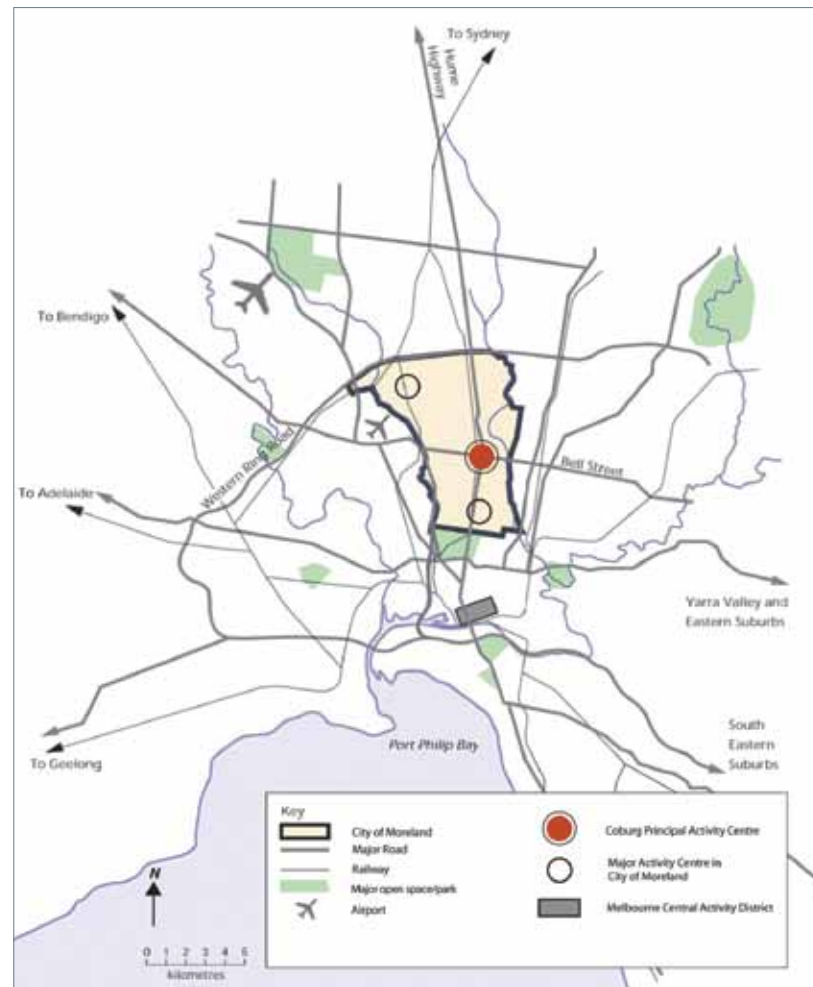 To Sydney
Hume
Highway
To Bendigo
Western Ring Road
Bell Street
To Adelaide
Yarra Valley and
Eastern Suburbs
Port Philip Bay
South
Eastern
Suburbs
To Geelong
Key
City of Moreland
Major Road
Railway
Major open space/park
Airport
Coburg Principal Activity Centre
Major Activity Centre in
City of Moreland
Melbourne Central Activity District
N
0 1 2 3 4 5
kilometres